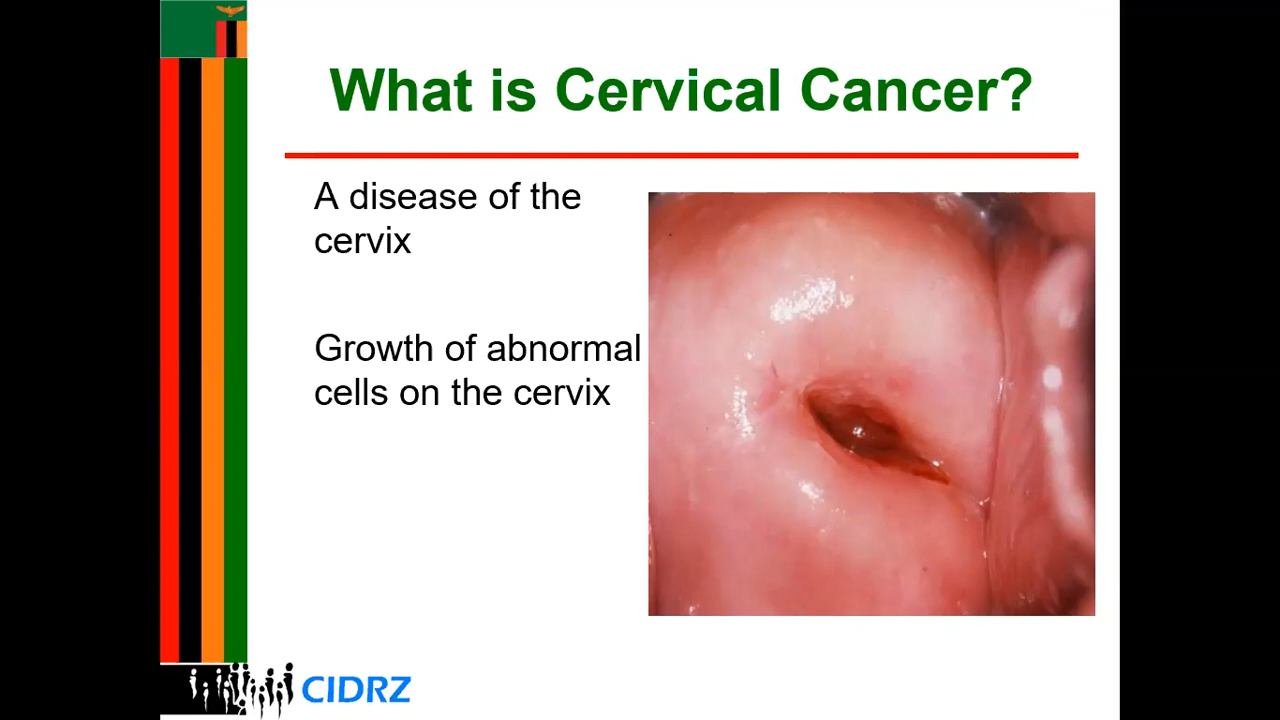 What is Cervical Cancer?
A disease of the
cervix
Growth of abnormal
cells on the cervix
CIDRZ